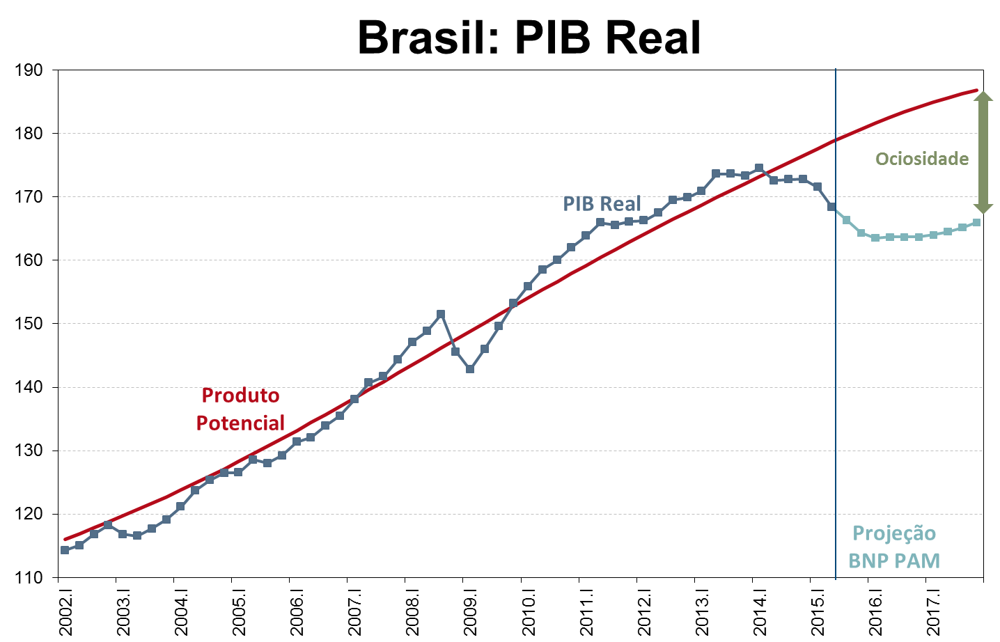 Brasil: PIB Real
190
180
170
160
150
140
130
120
110
Ociosidade
PIB Real
Produto
Potencial
Projeção
BNP PAM
2002.I
2003.I
2004.I
2005.I
2006.I
2007.I
2008.I
2009.I
2010.I
2011.I
2012.I
2013.I
2014.I
2015.I
2016.I
2017.I